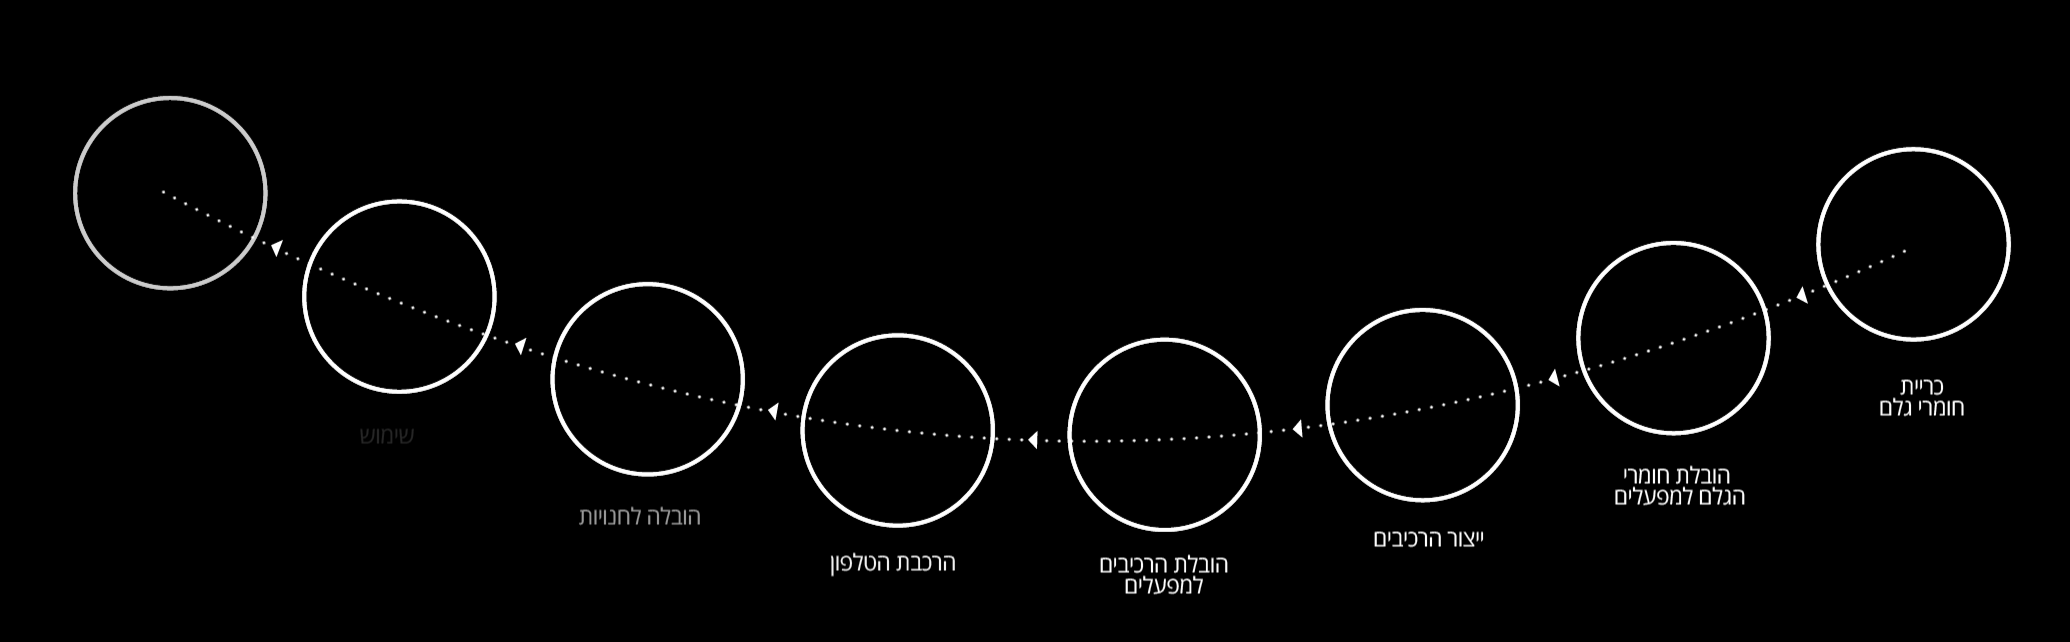 כריית
חומרי גלם
הובלת חומרי
הגלם למפעלים
ייצור הרכיבים
הובלת הרכיבים
למפעלים
הרכבת הטלפון
הובלה לחנויות
שימוש